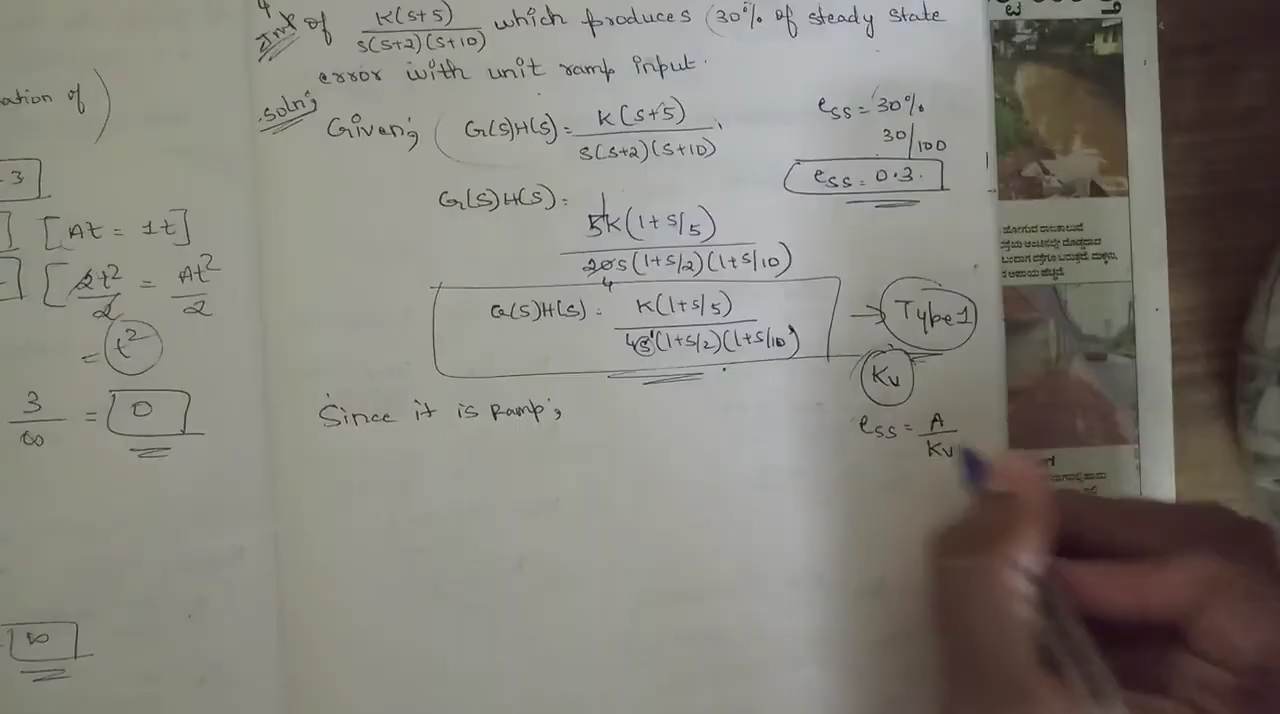 of K(s+5) / s(s+2)(s+10) which produces (30% of steady state
error with unit ramp input.
Soln;
Given; G(s)H(s) = K(s+5) / s(s+2)(s+10)
ess = 30%
30/100
ess = 0.3
G(s)H(s) = 5K(1+s/5) / 20s(1+s/2)(1+s/10)
1
4
G(s)H(s) = K(1+s/5) / 4s¹(1+s/2)(1+s/10)
→ Type 1
Kv
Since it is Ramp,
ess = A / Kv
ation of )
3
[At = 1t]
[2t²/2 = At²/2
= t²
3/∞ = 0
∞